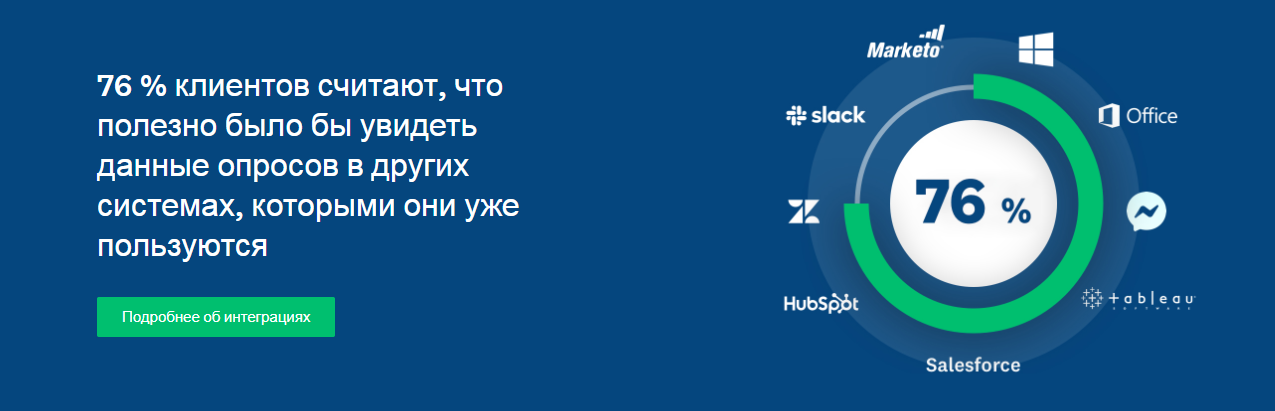 76 % клиентов считают, что
полезно было бы увидеть
данные опросов в других
системах, которыми они уже
пользуются
Подробнее об интеграциях
Marketo
slack
Office
76 %
HubSpot
tableau
SOFTWARE
Salesforce